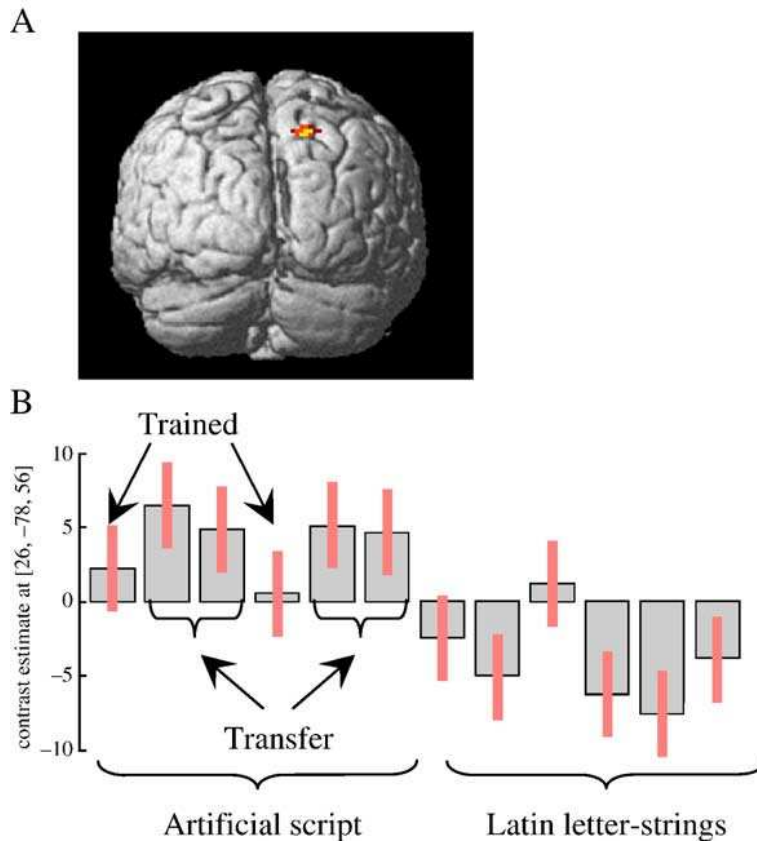 A
B
Trained
contrast estimate at [26, −78, 56]
10
5
0
−5
−10
Transfer
Artificial script
Latin letter-strings